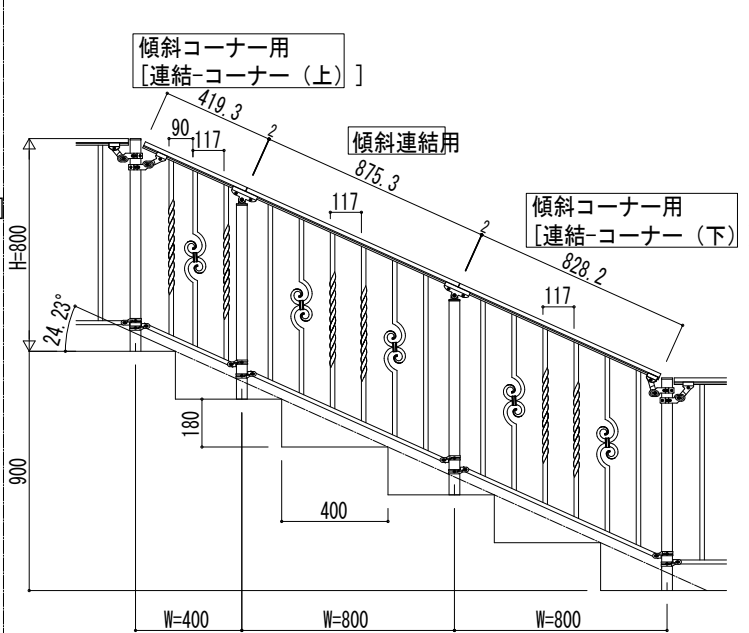 傾斜コーナー用
[連結-コーナー（上）]
419.3
2
90
117
傾斜連結用
875.3
117
2
傾斜コーナー用
[連結-コーナー（下）
828.2
117
H=800
24.23°
180
900
400
W=400
W=800
W=800